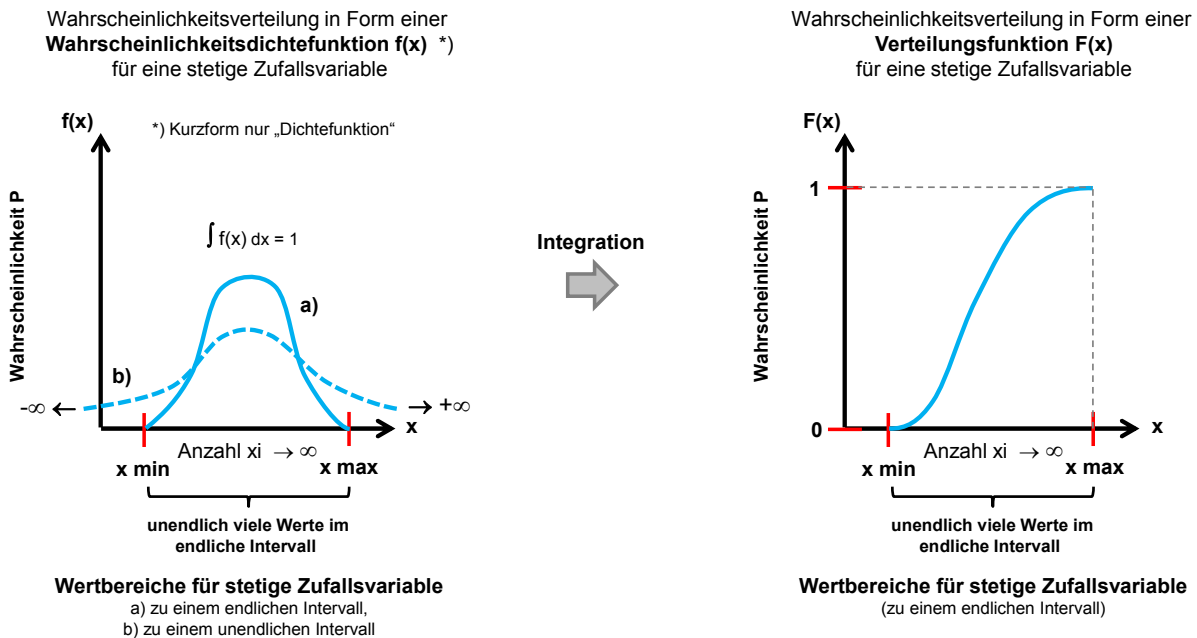 Wahrscheinlichkeitsverteilung in Form einer
Wahrscheinlichkeitsdichtefunktion f(x) *)
für eine stetige Zufallsvariable
f(x)
*) Kurzform nur „Dichtefunktion“
Wahrscheinlichkeit P
∫ f(x) dx = 1
a)
b)
-∞ ←
→ +∞
x
Anzahl xi → ∞
x min
x max
unendlich viele Werte im
endliche Intervall
Wertbereiche für stetige Zufallsvariable
a) zu einem endlichen Intervall,
b) zu einem unendlichen Intervall
Integration
Wahrscheinlichkeitsverteilung in Form einer
Verteilungsfunktion F(x)
für eine stetige Zufallsvariable
F(x)
1
Wahrscheinlichkeit P
0
x
Anzahl xi → ∞
x min
x max
unendlich viele Werte im
endliche Intervall
Wertbereiche für stetige Zufallsvariable
(zu einem endlichen Intervall)